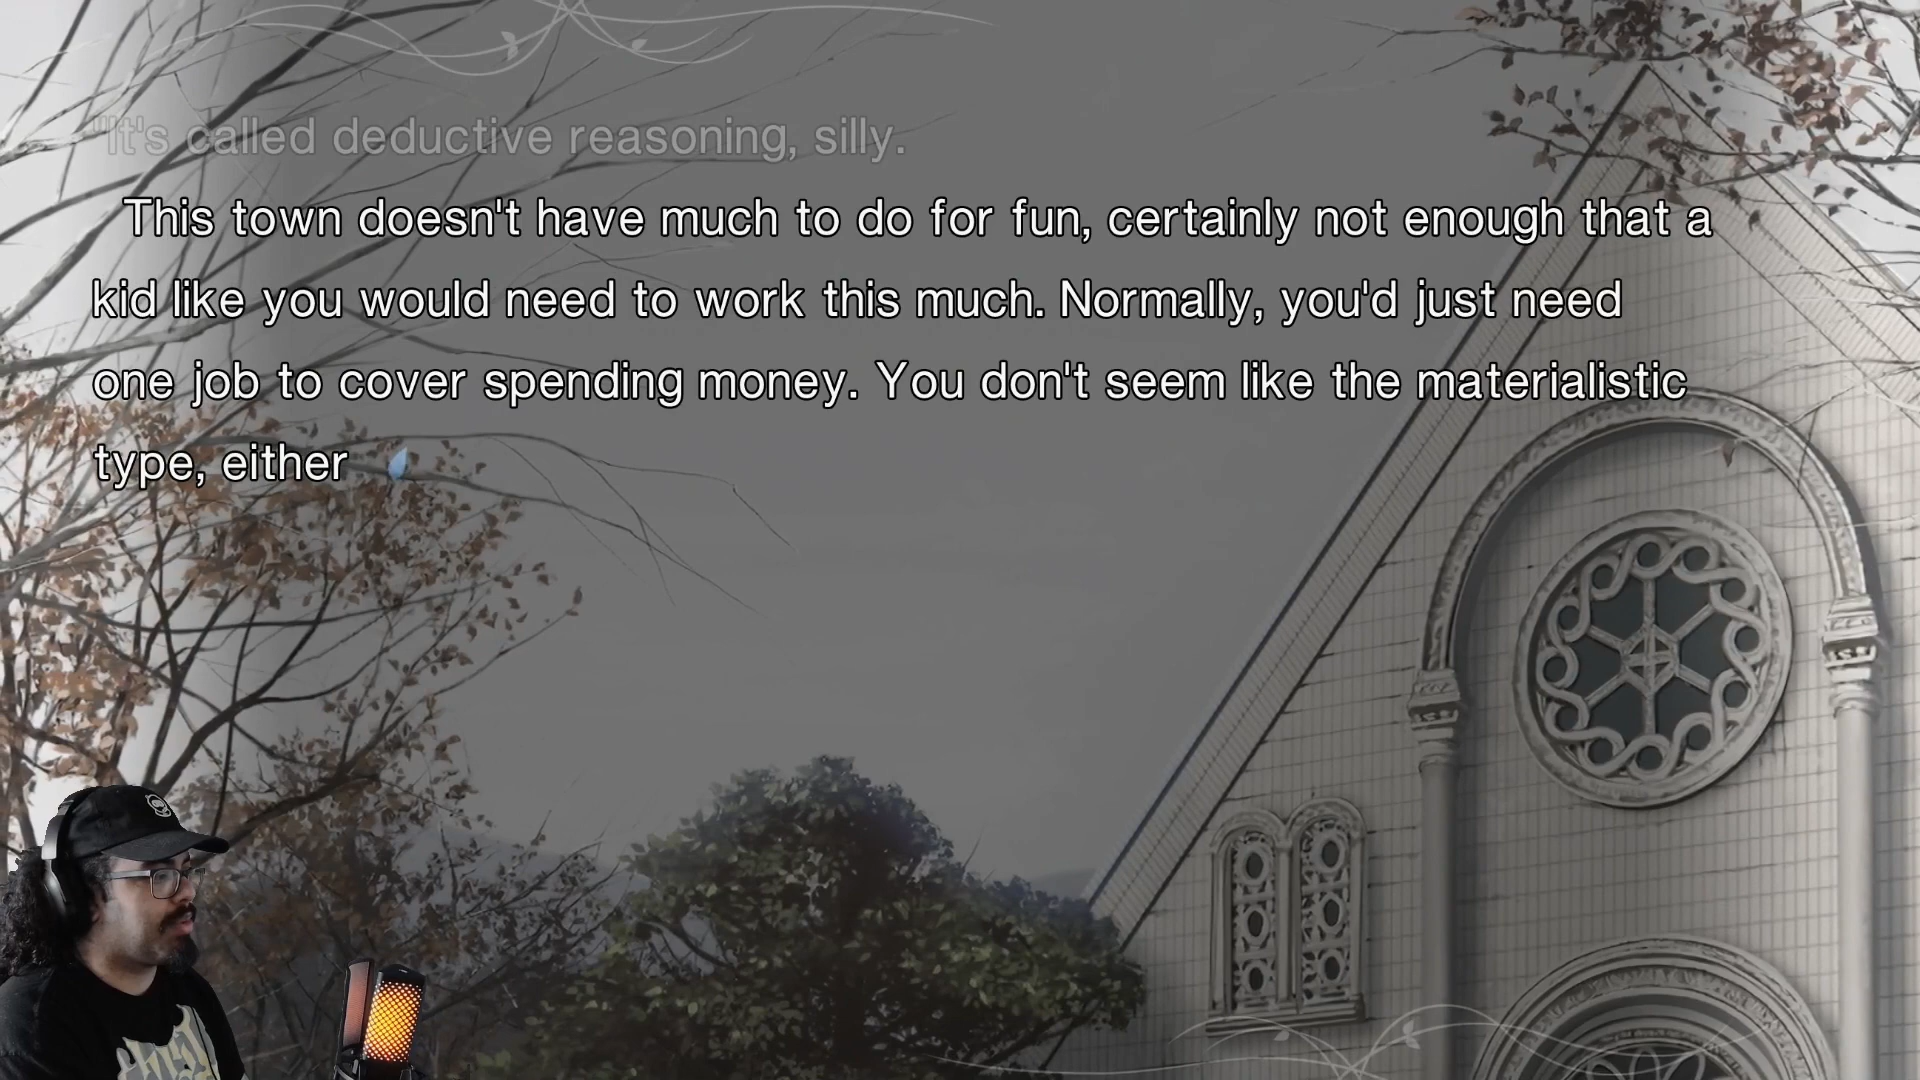 "It's called deductive reasoning, silly.
This town doesn't have much to do for fun, certainly not enough that a
kid like you would need to work this much. Normally, you'd just need
one job to cover spending money. You don't seem like the materialistic
type, either